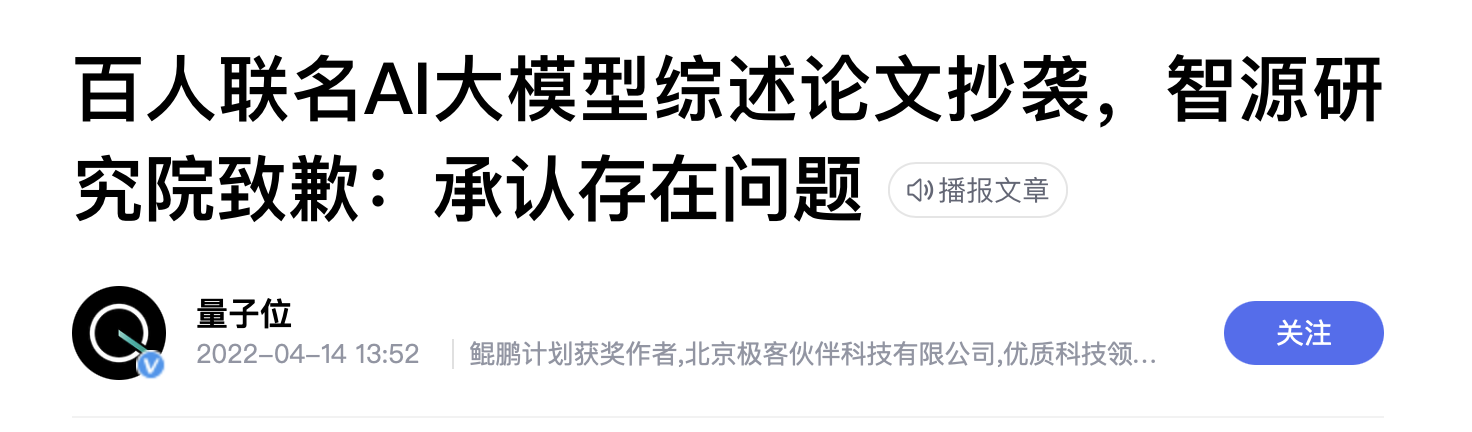 百人联名AI大模型综述论文抄袭，智源研
究院致歉：承认存在问题 播报文章
量子位
2022-04-14 13:52 鲲鹏计划获奖作者,北京极客伙伴科技有限公司,优质科技领...
关注